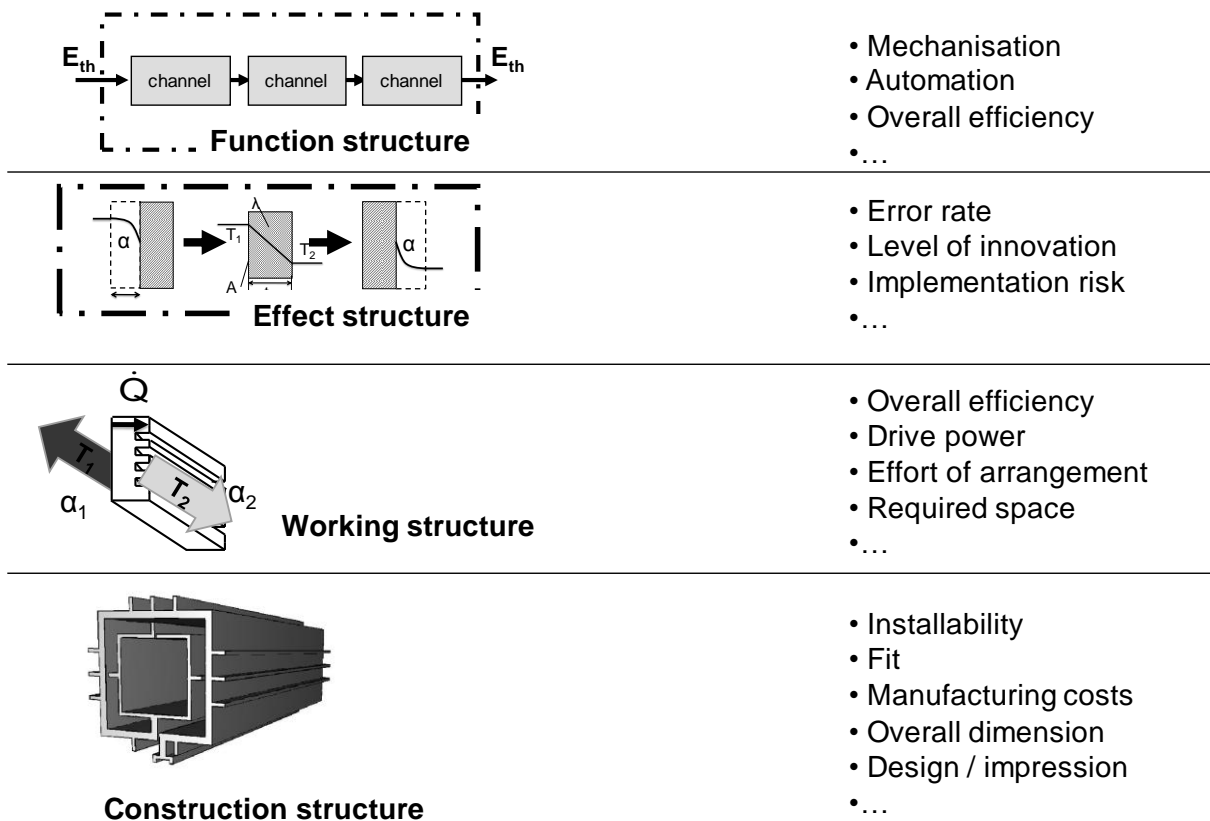 E_th
channel
channel
channel
E_th
Function structure
• Mechanisation
• Automation
• Overall efficiency
•…
α
T₁
λ
T₂
A
α
Effect structure
• Error rate
• Level of innovation
• Implementation risk
•…
Q̇
T₁
T₂
α₁
α₂
Working structure
• Overall efficiency
• Drive power
• Effort of arrangement
• Required space
•…
Construction structure
• Installability
• Fit
• Manufacturing costs
• Overall dimension
• Design / impression
•…